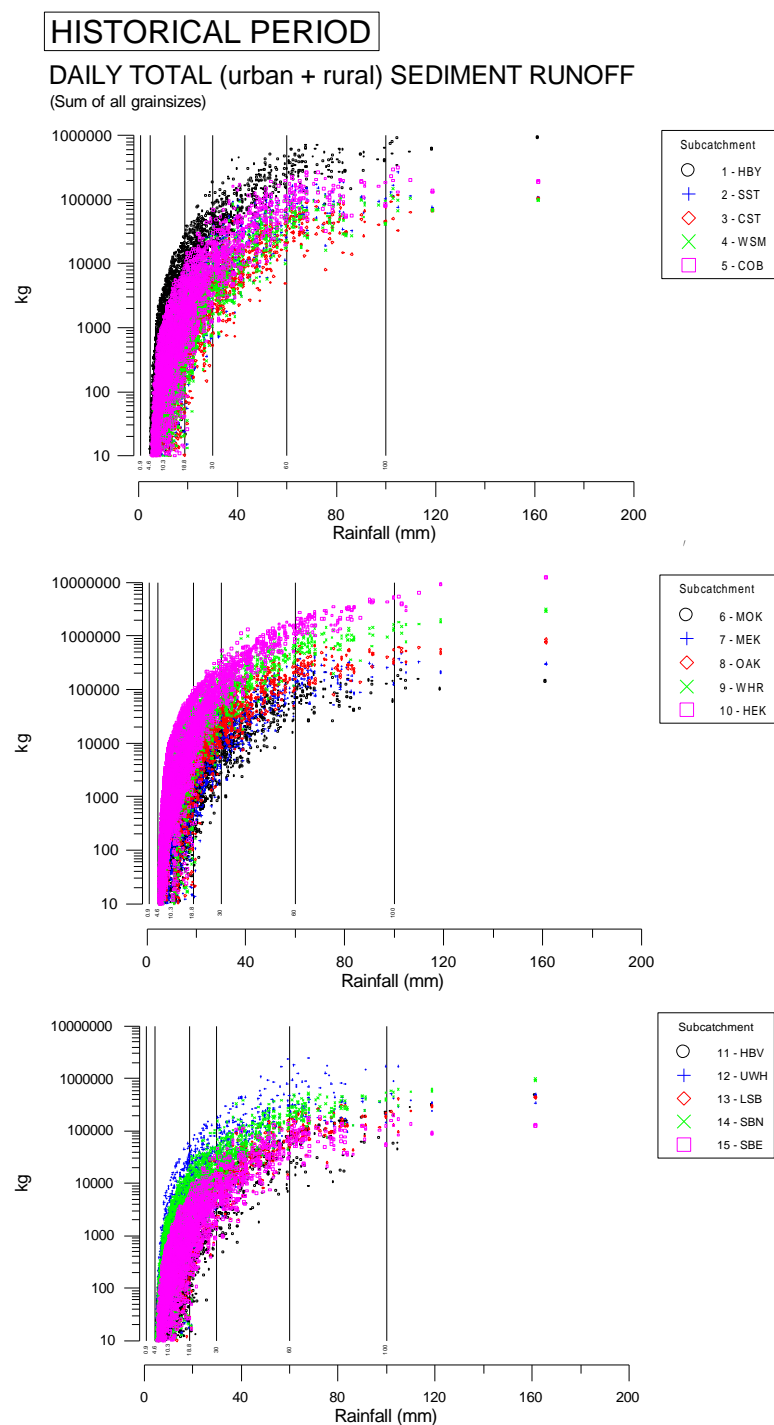 HISTORICAL PERIOD
DAILY TOTAL (urban + rural) SEDIMENT RUNOFF
(Sum of all grainsizes)
1000000
100000
10000
1000
100
10
kg
0.9 4.6 10.3 18.8 30 60 100
0 40 80 120 160 200
Rainfall (mm)
Subcatchment
1 - HBY
2 - SST
3 - CST
4 - WSM
5 - COB
10000000
1000000
100000
10000
1000
100
10
kg
0.9 4.6 10.3 18.8 30 60 100
0 40 80 120 160 200
Rainfall (mm)
Subcatchment
6 - MOK
7 - MEK
8 - OAK
9 - WHR
10 - HEK
10000000
1000000
100000
10000
1000
100
10
kg
0.9 4.6 10.3 18.8 30 60 100
0 40 80 120 160 200
Rainfall (mm)
Subcatchment
11 - HBV
12 - UWH
13 - LSB
14 - SBN
15 - SBE